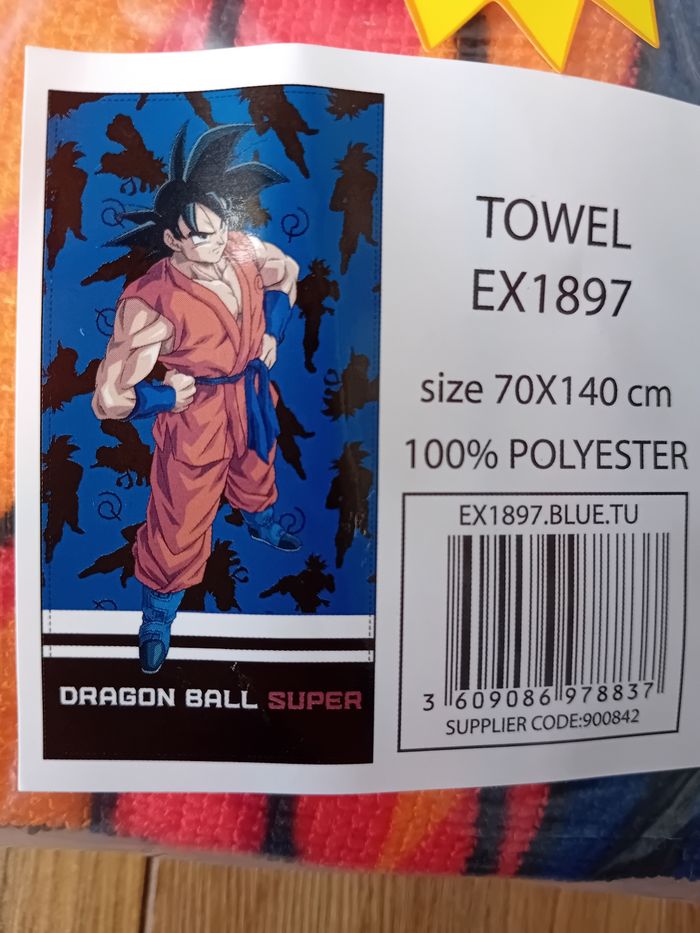 TOWEL
EX1897
size 70X140 cm
100% POLYESTER
EX1897.BLUE.TU
3 609086 978837
SUPPLIER CODE:900842
DRAGON BALL SUPER